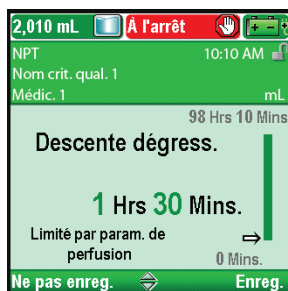 2,010 mL À l'arrêt
NPT 10:10 AM
Nom crit. qual. 1
Médic. 1 mL
98 Hrs 10 Mins
Descente dégress.
1 Hrs 30 Mins.
Limité par param. de
perfusion
0 Mins.
Ne pas enreg. Enreg.